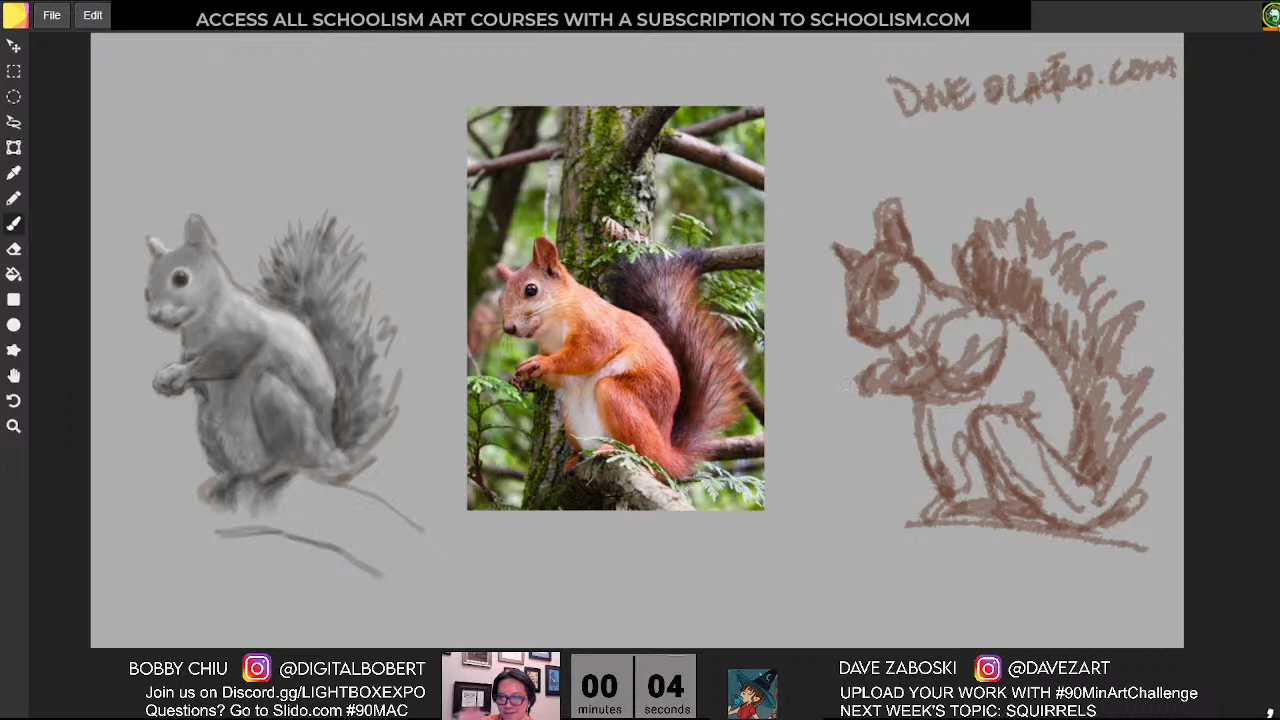 ACCESS ALL SCHOOLISM ART COURSES WITH A SUBSCRIPTION TO SCHOOLISM.COM
File Edit
BOBBY CHIU @DIGITALBOBERT
Join us on Discord.gg/LIGHTBOXEXPO
Questions? Go to Slido.com #90MAC
00 04
minutes seconds
DAVE ZABOSKI @DAVEZART
UPLOAD YOUR WORK WITH #90MinArtChallenge
NEXT WEEK'S TOPIC: SQUIRRELS